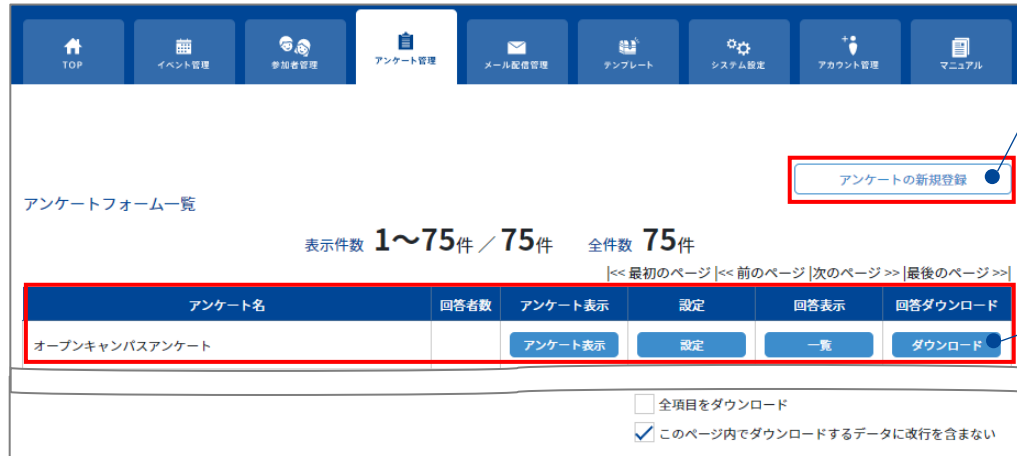 TOP イベント管理 参加者管理 アンケート管理 メール配信管理 テンプレート システム設定 アカウント管理 マニュアル
アンケートの新規登録
アンケートフォーム一覧
表示件数 1～75件 ／ 75件 全件数 75件
|<< 最初のページ |<< 前のページ |次のページ >> |最後のページ >>|
アンケート名 回答者数 アンケート表示 設定 回答表示 回答ダウンロード
オープンキャンパスアンケート アンケート表示 設定 一覧 ダウンロード
全項目をダウンロード
このページ内でダウンロードするデータに改行を含まない